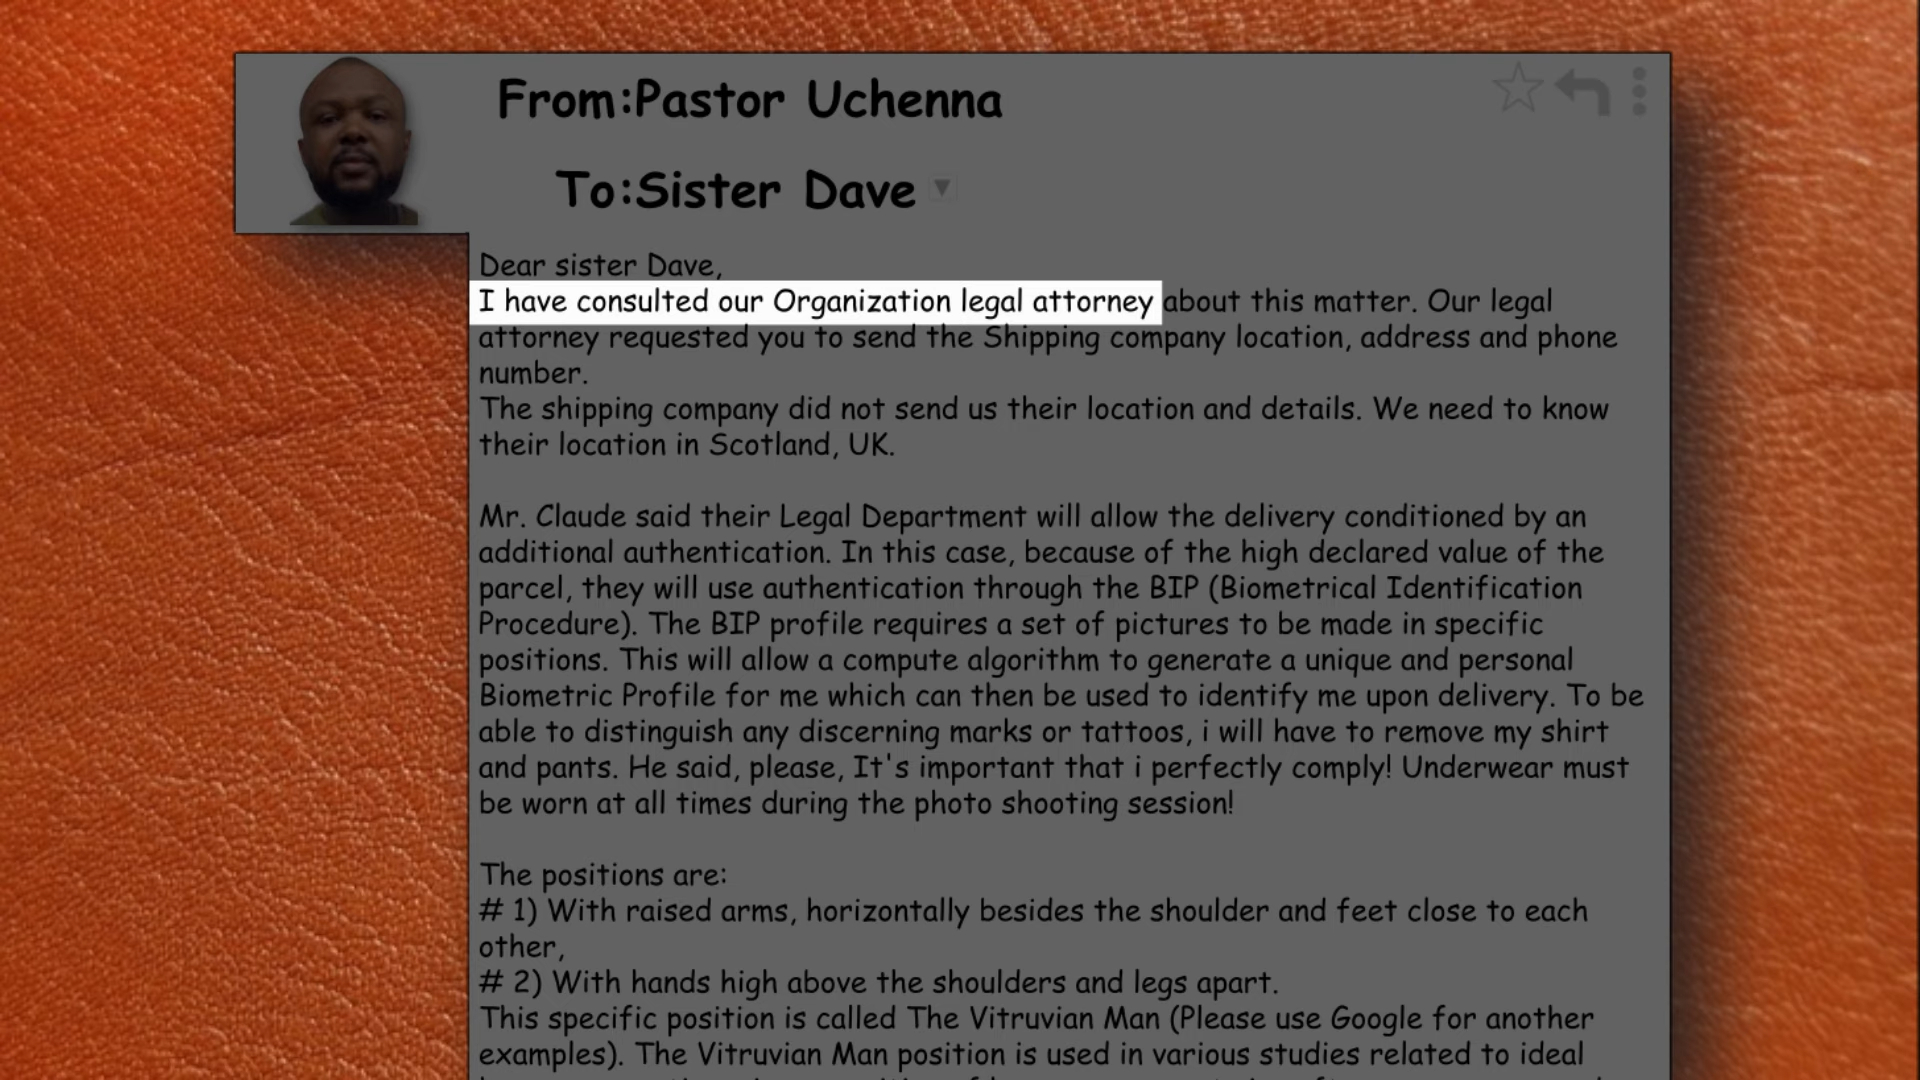 From:Pastor Uchenna
To:Sister Dave
Dear sister Dave,
I have consulted our Organization legal attorney about this matter. Our legal
attorney requested you to send the Shipping company location, address and phone
number.
The shipping company did not send us their location and details. We need to know
their location in Scotland, UK.
Mr. Claude said their Legal Department will allow the delivery conditioned by an
additional authentication. In this case, because of the high declared value of the
parcel, they will use authentication through the BIP (Biometrical Identification
Procedure). The BIP profile requires a set of pictures to be made in specific
positions. This will allow a compute algorithm to generate a unique and personal
Biometric Profile for me which can then be used to identify me upon delivery. To be
able to distinguish any discerning marks or tattoos, i will have to remove my shirt
and pants. He said, please, It's important that i perfectly comply! Underwear must
be worn at all times during the photo shooting session!
The positions are:
# 1) With raised arms, horizontally besides the shoulder and feet close to each
other,
# 2) With hands high above the shoulders and legs apart.
This specific position is called The Vitruvian Man (Please use Google for another
examples). The Vitruvian Man position is used in various studies related to ideal